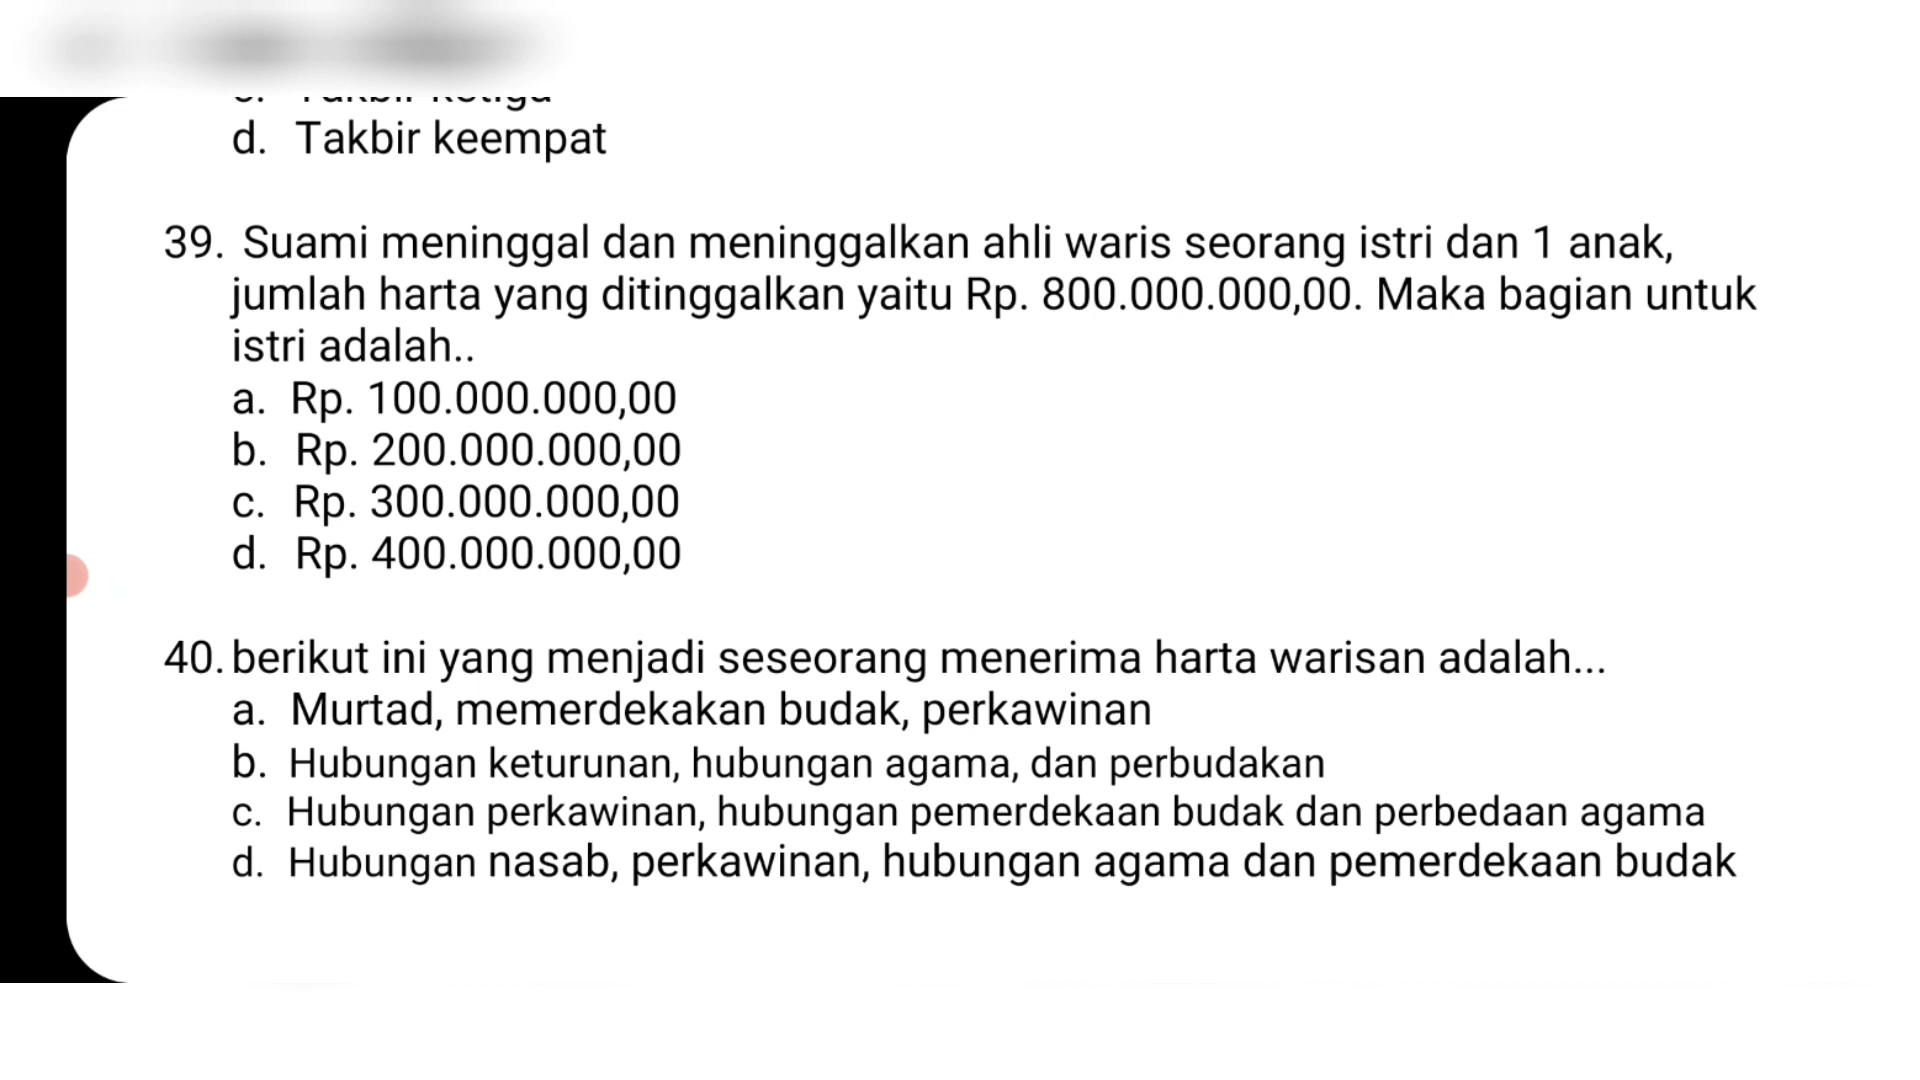 d. Takbir keempat
39. Suami meninggal dan meninggalkan ahli waris seorang istri dan 1 anak,
jumlah harta yang ditinggalkan yaitu Rp. 800.000.000,00. Maka bagian untuk
istri adalah..
a. Rp. 100.000.000,00
b. Rp. 200.000.000,00
c. Rp. 300.000.000,00
d. Rp. 400.000.000,00
40. berikut ini yang menjadi seseorang menerima harta warisan adalah...
a. Murtad, memerdekakan budak, perkawinan
b. Hubungan keturunan, hubungan agama, dan perbudakan
c. Hubungan perkawinan, hubungan pemerdekaan budak dan perbedaan agama
d. Hubungan nasab, perkawinan, hubungan agama dan pemerdekaan budak